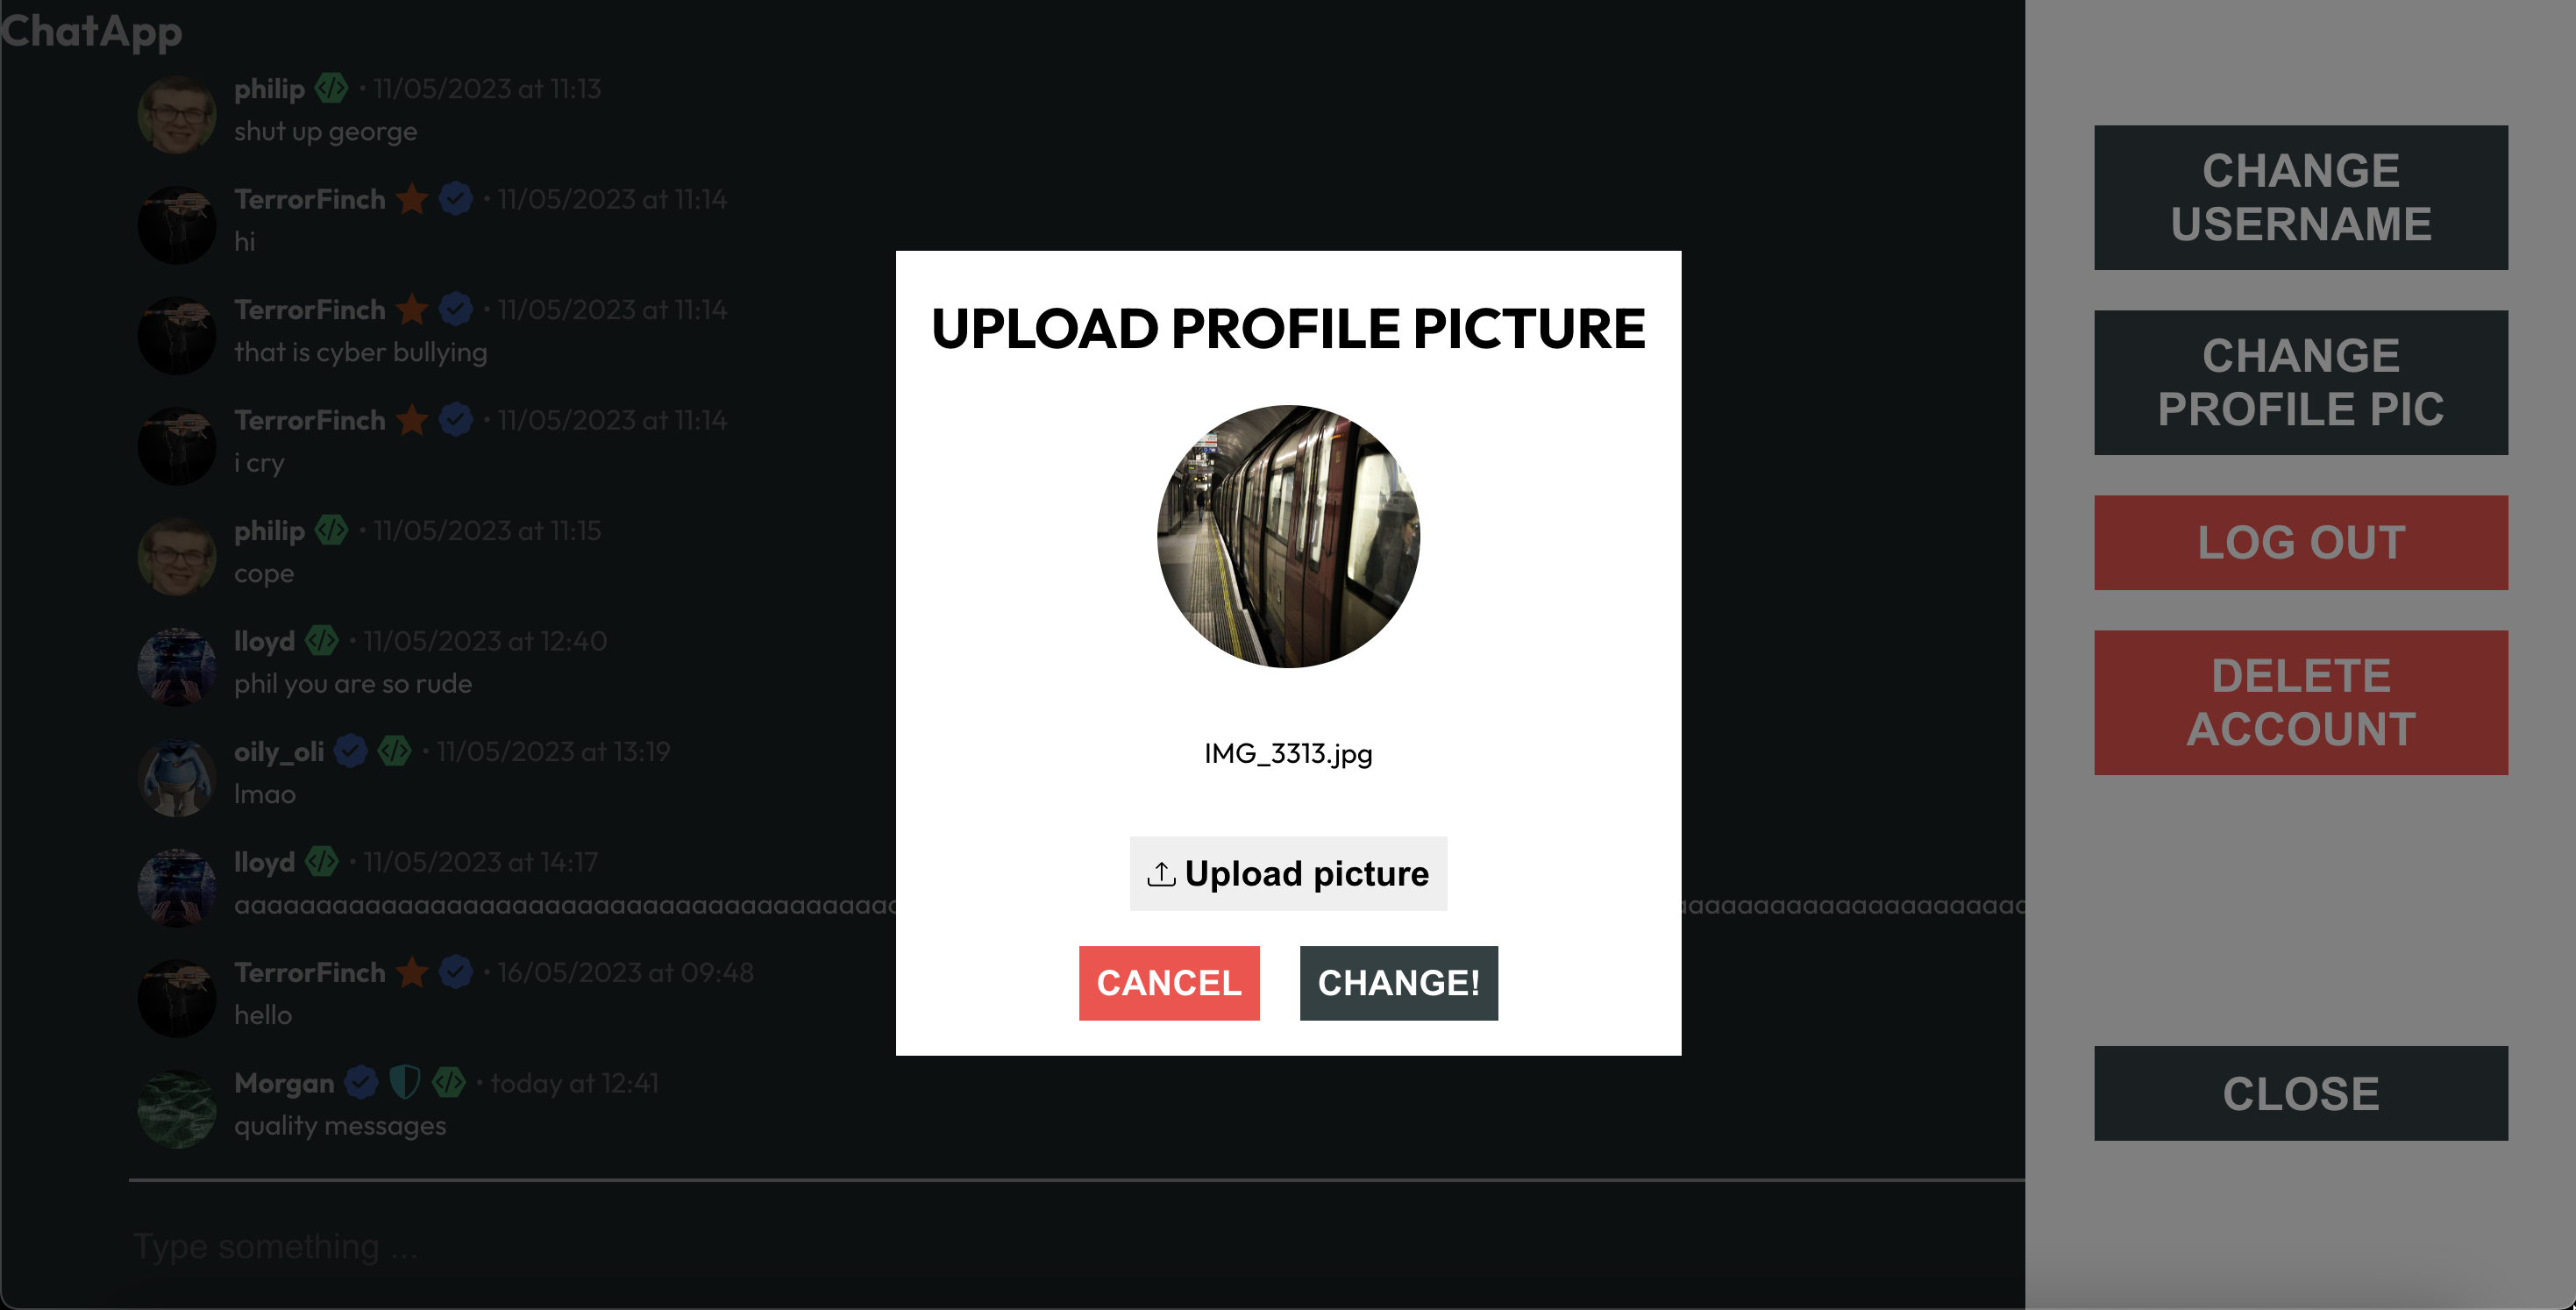 ChatApp
philip • 11/05/2023 at 11:13
shut up george
TerrorFinch • 11/05/2023 at 11:14
hi
TerrorFinch • 11/05/2023 at 11:14
that is cyber bullying
TerrorFinch • 11/05/2023 at 11:14
i cry
philip • 11/05/2023 at 11:15
cope
lloyd • 11/05/2023 at 12:40
phil you are so rude
oily_oli • 11/05/2023 at 13:19
lmao
lloyd • 11/05/2023 at 14:17
TerrorFinch • 16/05/2023 at 09:48
hello
Morgan • today at 12:41
quality messages
Type something ...
UPLOAD PROFILE PICTURE
IMG_3313.jpg
Upload picture
CANCEL
CHANGE!
CHANGE
USERNAME
CHANGE
PROFILE PIC
LOG OUT
DELETE
ACCOUNT
CLOSE